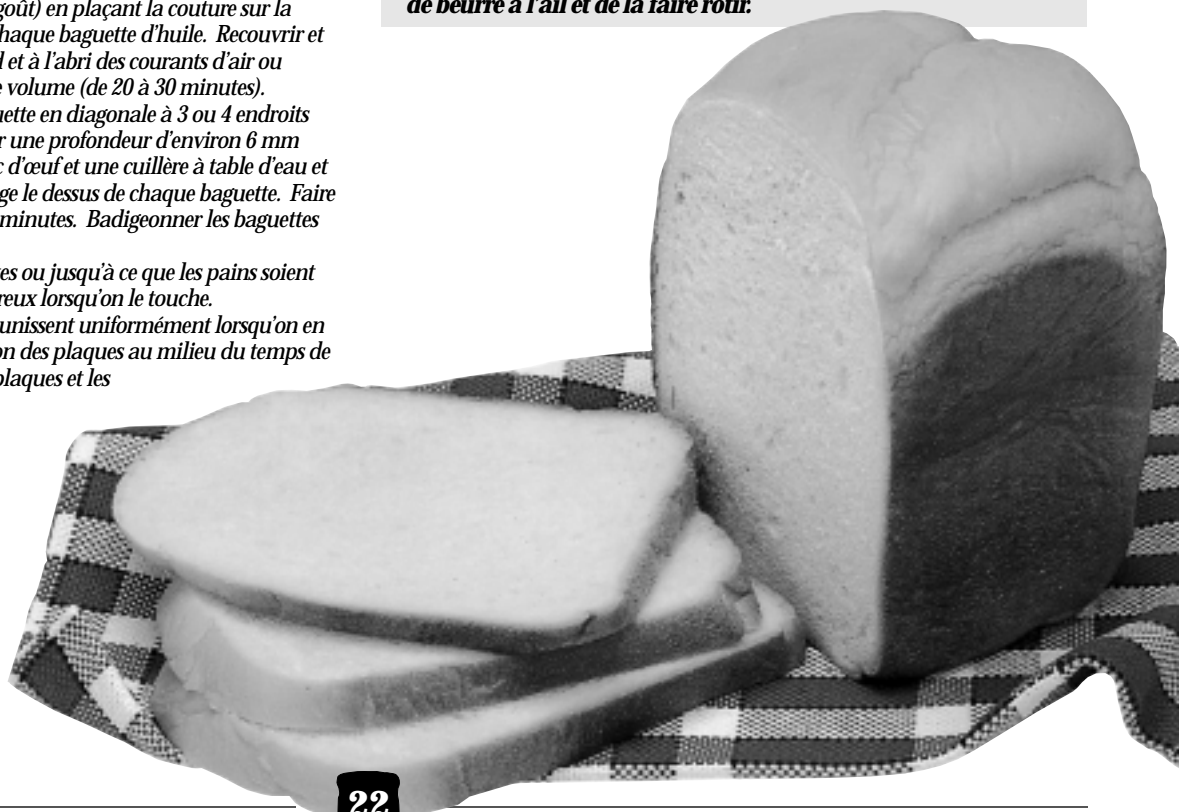 goût) en plaçant la couture sur la
haque baguette d'huile. Recouvrir et
et à l'abri des courants d'air ou
volume (de 20 à 30 minutes).
uette en diagonale à 3 ou 4 endroits
r une profondeur d'environ 6 mm
c d'œuf et une cuillère à table d'eau et
ge le dessus de chaque baguette. Faire
minutes. Badigeonner les baguettes
es ou jusqu'à ce que les pains soient
reux lorsqu'on le touche.
unissent uniformément lorsqu'on en
on des plaques au milieu du temps de
plaques et les
de beurre à l'ail et de la faire rôtir.
22